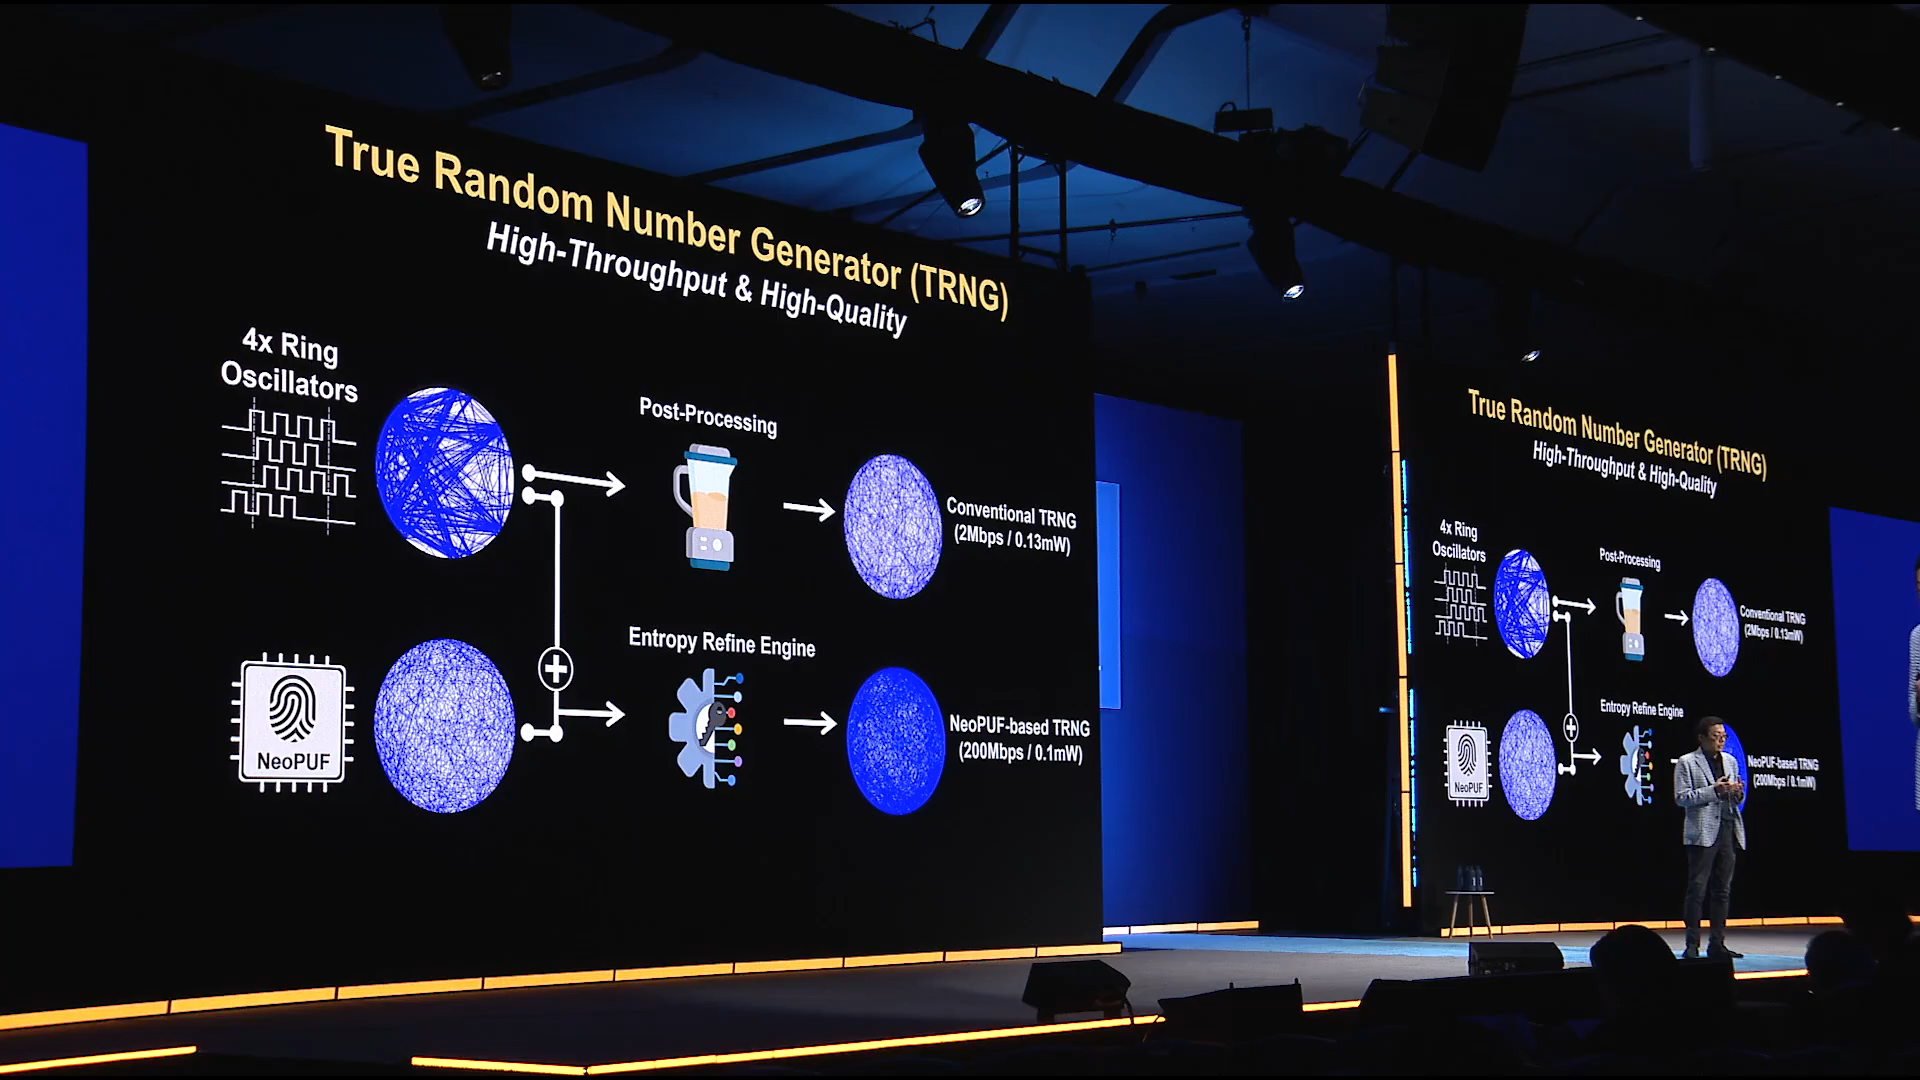 True Random Number Generator (TRNG)
High-Throughput & High-Quality
4x Ring
Oscillators
Post-Processing
Conventional TRNG
(2Mbps / 0.13mW)
Entropy Refine Engine
NeoPUF
NeoPUF-based TRNG
(200Mbps / 0.1mW)
True Random Number Generator (TRNG)
High-Throughput & High-Quality
4x Ring
Oscillators
Post-Processing
Conventional TRNG
(2Mbps / 0.13mW)
Entropy Refine Engine
NeoPUF
NeoPUF-based TRNG
(200Mbps / 0.1mW)